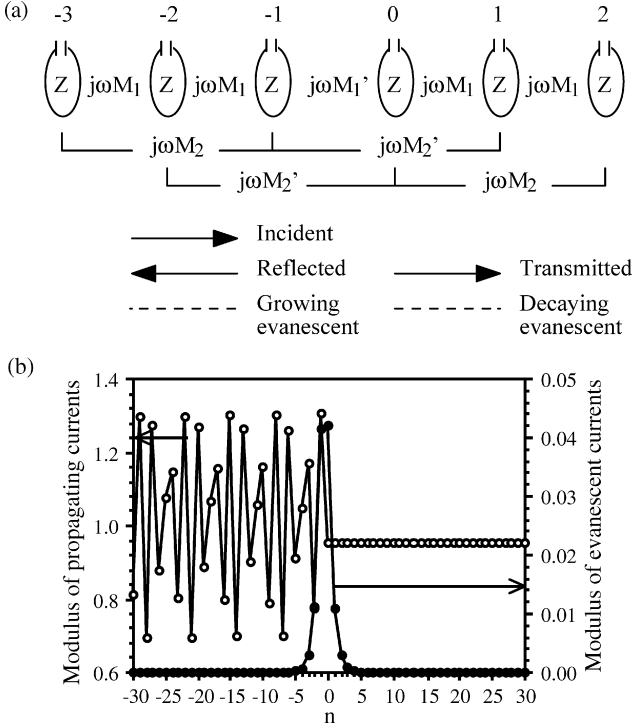 (a)
-3 -2 -1 0 1 2
Z jωM1 Z jωM1 Z jωM1' Z jωM1 Z jωM1 Z
jωM2 jωM2'
jωM2' jωM2
Incident
Reflected Transmitted
Growing evanescent Decaying evanescent
(b)
Modulus of propagating currents
1.4
1.2
1.0
0.8
0.6
0.05
0.04
0.03
0.02
0.01
0.00
Modulus of evanescent currents
-30 -25 -20 -15 -10 -5 0 5 10 15 20 25 30
n